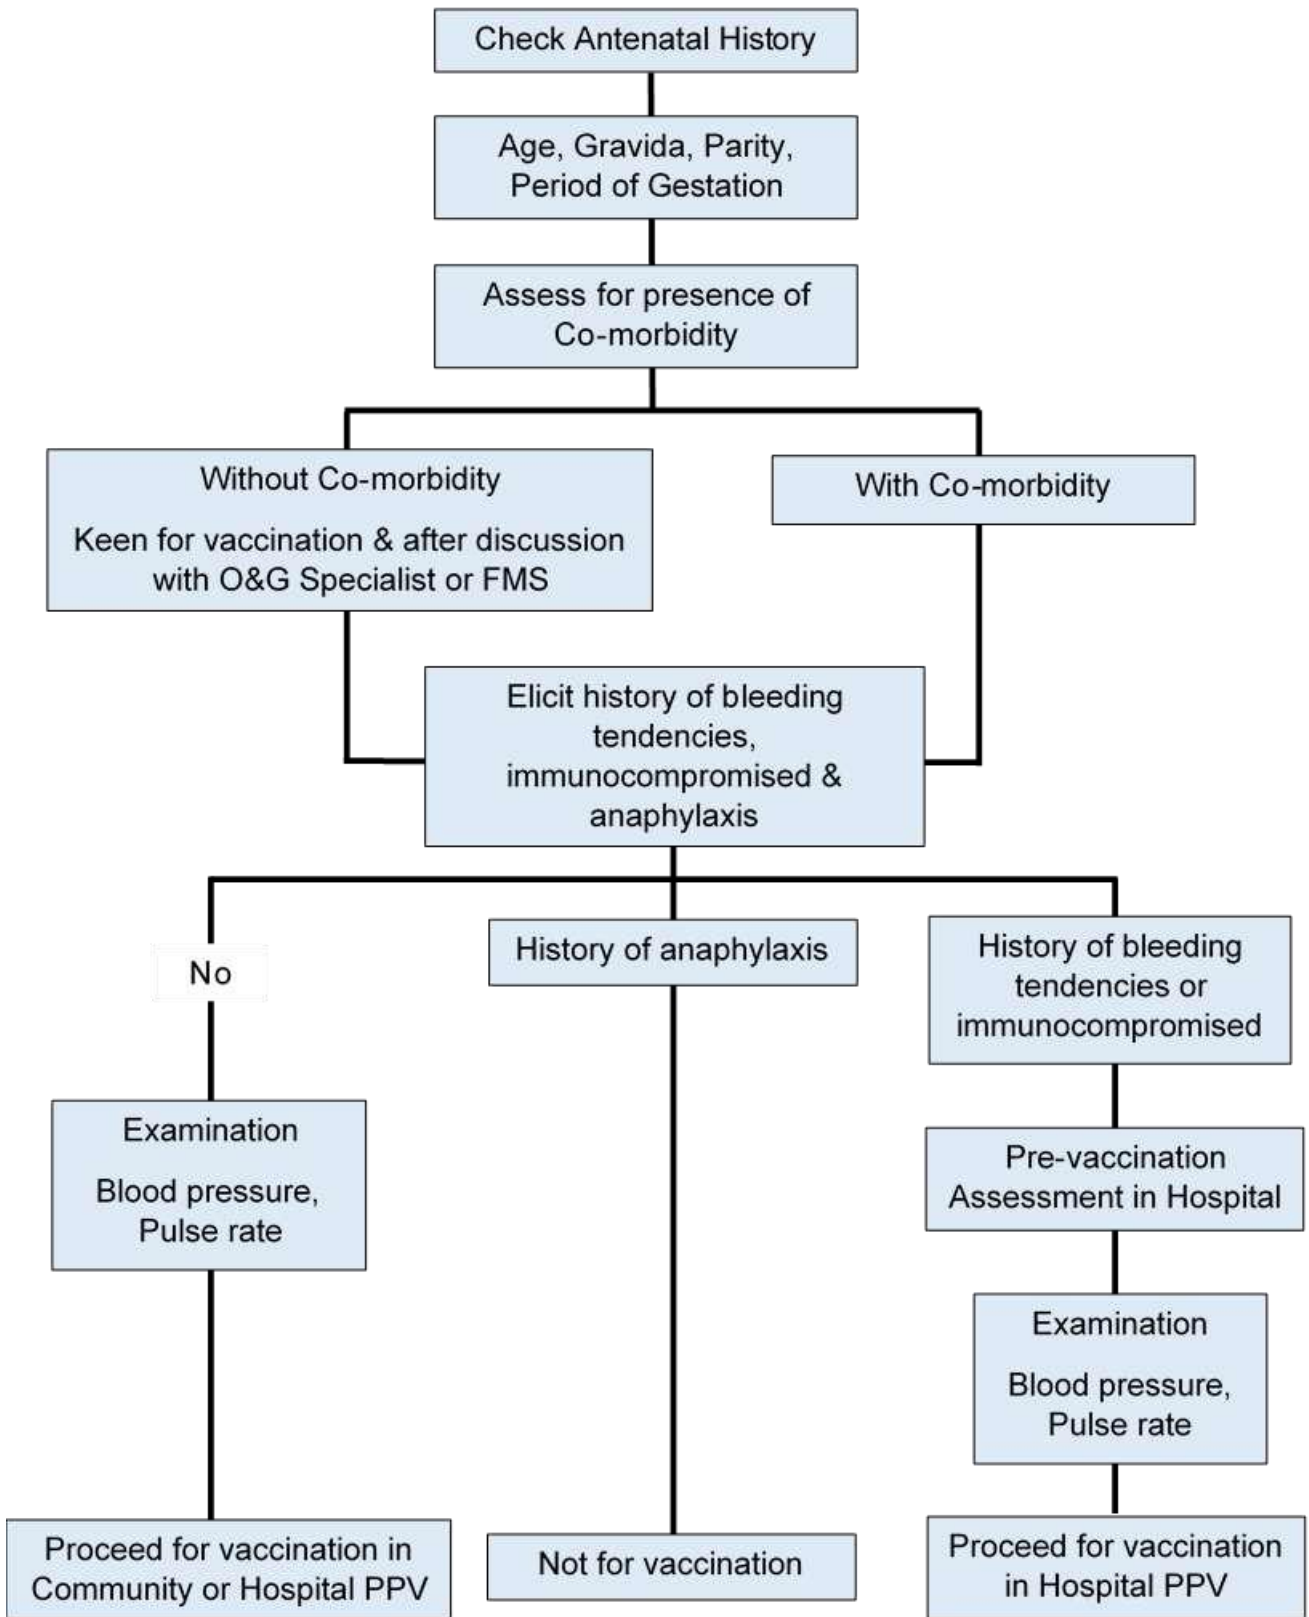 Check Antenatal History
Age, Gravida, Parity,
Period of Gestation
Assess for presence of
Co-morbidity
Without Co-morbidity
Keen for vaccination & after discussion
with O&G Specialist or FMS
With Co-morbidity
Elicit history of bleeding
tendencies,
immunocompromised &
anaphylaxis
No
Examination
Blood pressure,
Pulse rate
Proceed for vaccination in
Community or Hospital PPV
History of anaphylaxis
Not for vaccination
History of bleeding
tendencies or
immunocompromised
Pre-vaccination
Assessment in Hospital
Examination
Blood pressure,
Pulse rate
Proceed for vaccination
in Hospital PPV